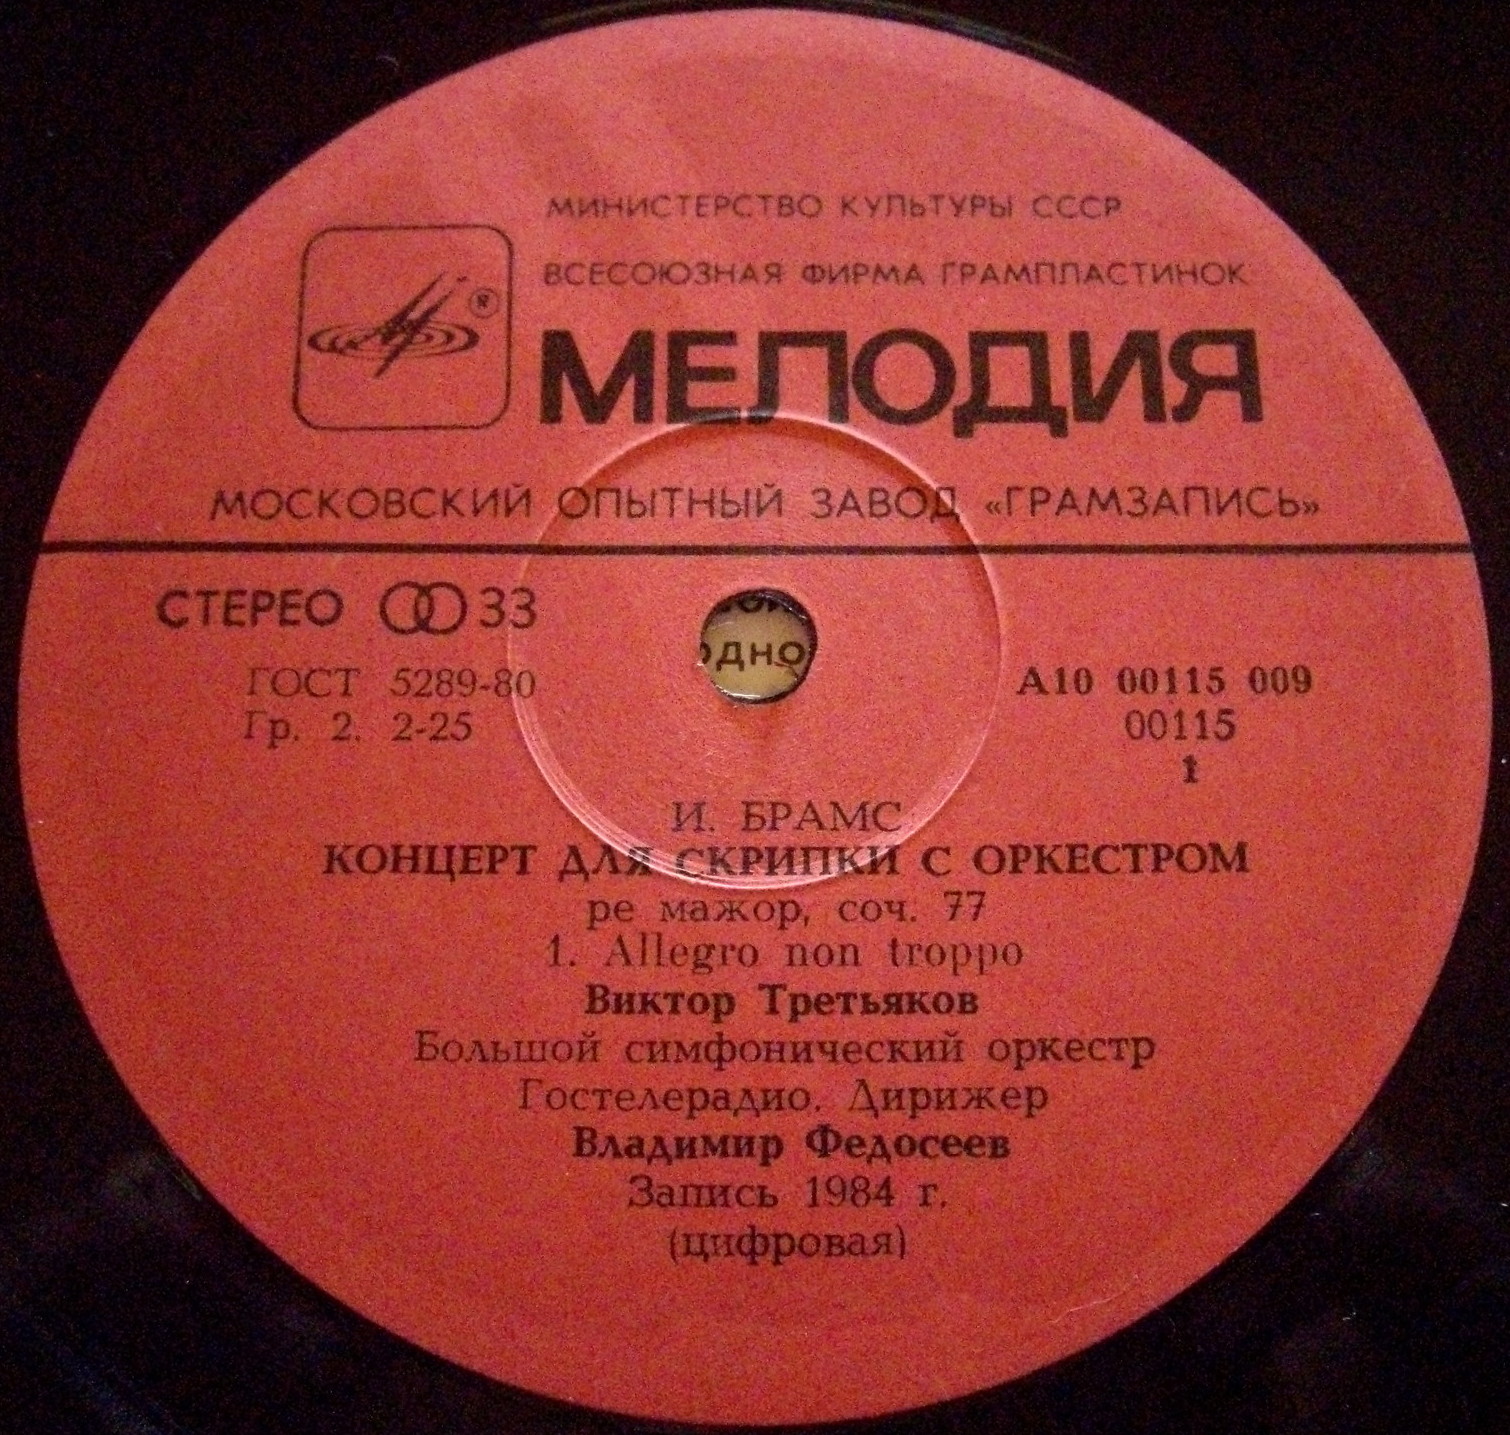 МИНИСТЕРСТВО КУЛЬТУРЫ СССР
ВСЕСОЮЗНАЯ ФИРМА ГРАМПЛАСТИНОК
МЕЛОДИЯ
МОСКОВСКИЙ ОПЫТНЫЙ ЗАВОД «ГРАМЗАПИСЬ»
СТЕРЕО 33
ГОСТ 5289-80
Гр. 2. 2-25
А10 00115 009
00115
1
И. БРАМС
КОНЦЕРТ ДЛЯ СКРИПКИ С ОРКЕСТРОМ
ре мажор, соч. 77
1. Allegro non troppo
Виктор Третьяков
Большой симфонический оркестр
Гостелерадио. Дирижер
Владимир Федосеев
Запись 1984 г.
(цифровая)